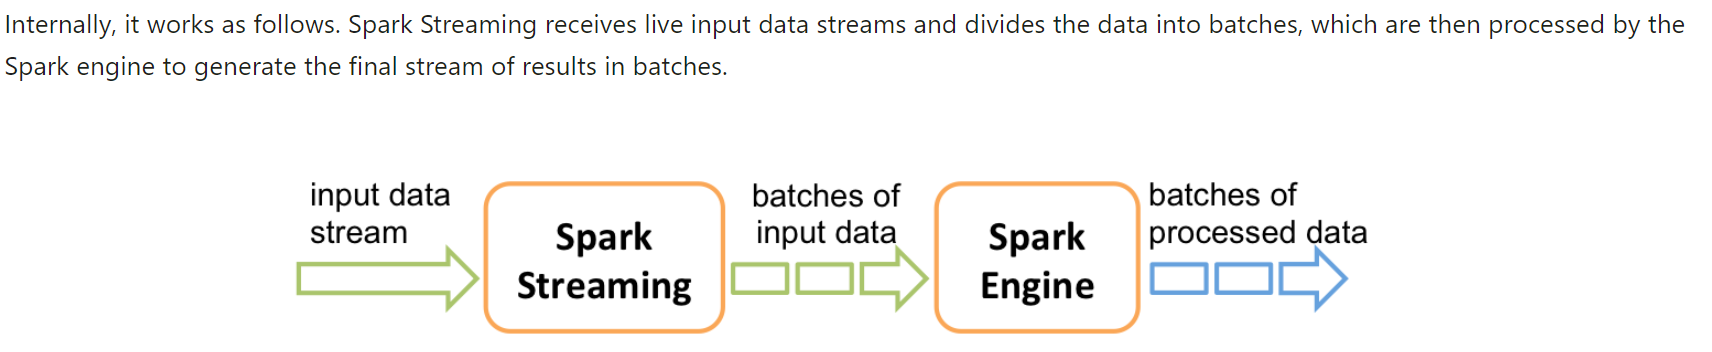 Internally, it works as follows. Spark Streaming receives live input data streams and divides the data into batches, which are then processed by the
Spark engine to generate the final stream of results in batches.
input data
stream
Spark
Streaming
batches of
input data
Spark
Engine
batches of
processed data